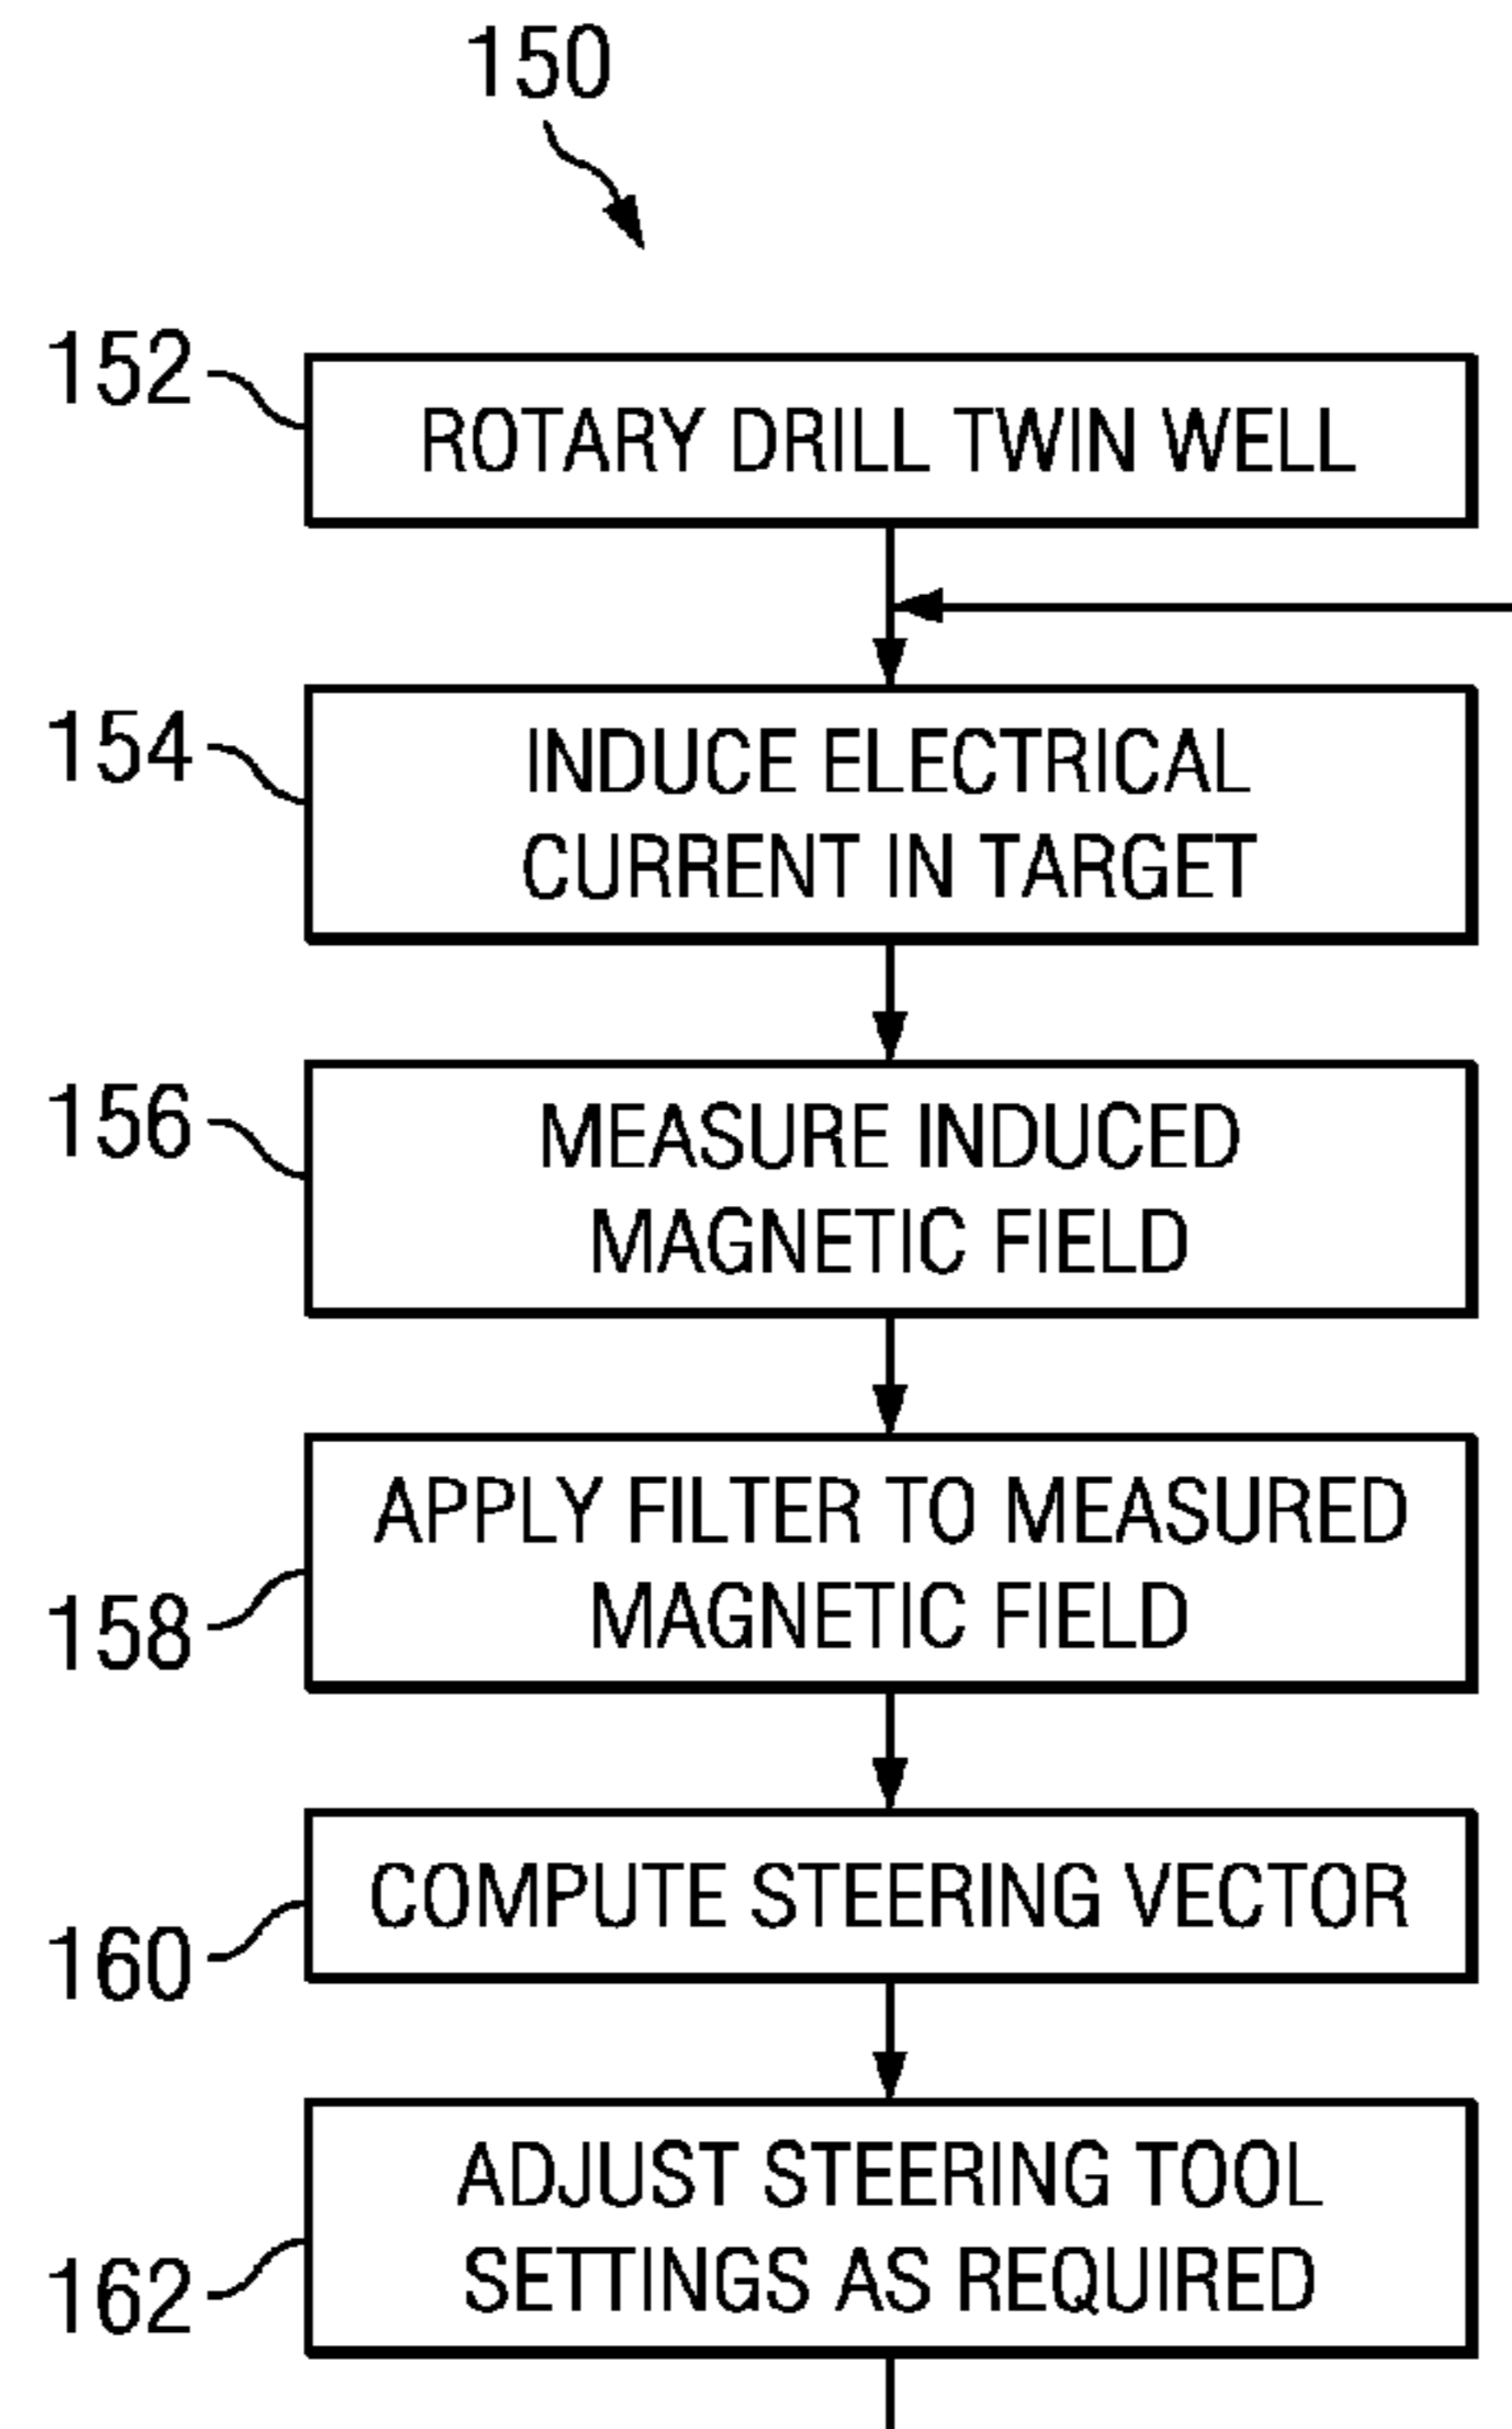 150
152
ROTARY DRILL TWIN WELL
154
INDUCE ELECTRICAL
CURRENT IN TARGET
156
MEASURE INDUCED
MAGNETIC FIELD
158
APPLY FILTER TO MEASURED
MAGNETIC FIELD
160
COMPUTE STEERING VECTOR
162
ADJUST STEERING TOOL
SETTINGS AS REQUIRED